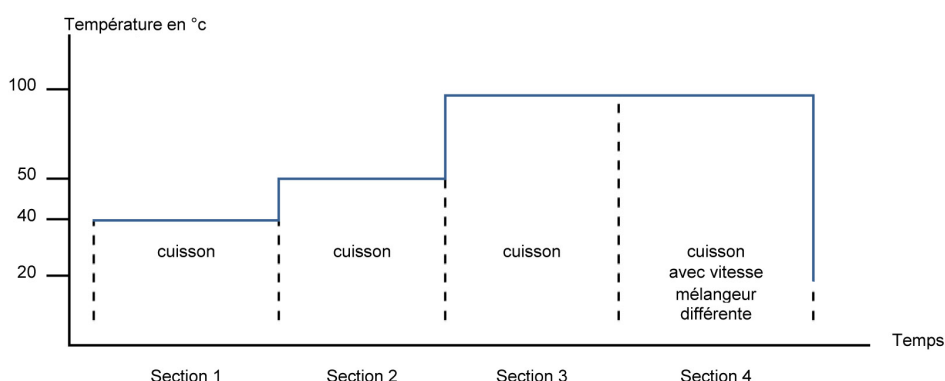 Température en °c
100
50
40
20
cuisson
cuisson
cuisson
cuisson
avec vitesse
mélangeur
différente
Temps
Section 1
Section 2
Section 3
Section 4